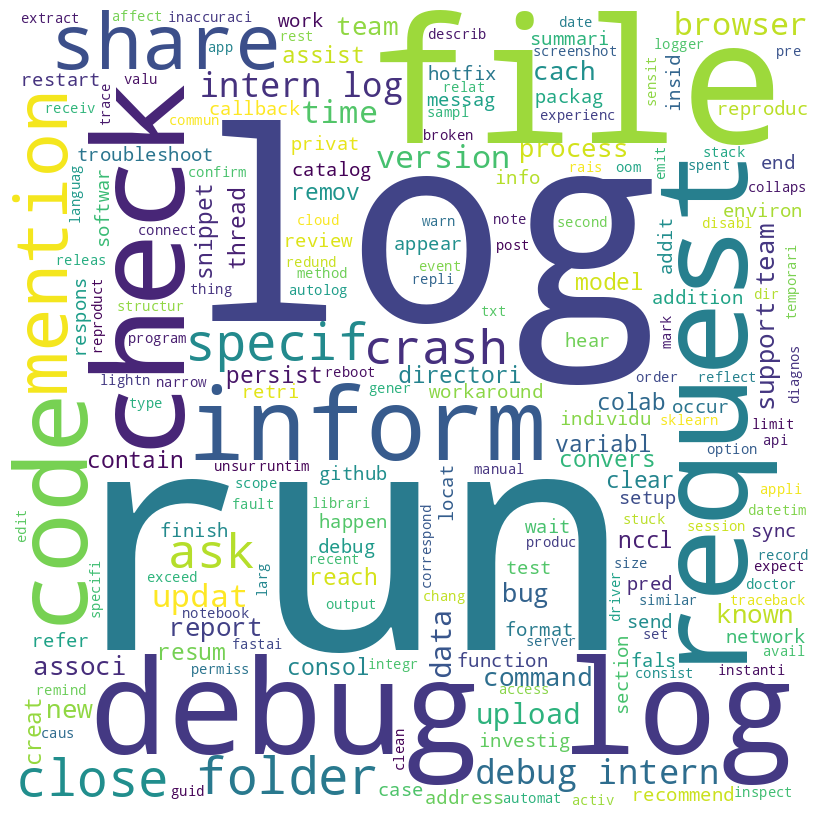 extract
affect
inaccuraci
work
team
describ
date
share
file
browser
app
rest
assist
summari
screenshot
logger
pre
restart
valu
intern log
hotfix
relat
cach
sensit
insid
receiv
trace
callback
time
messag
sampl
packag
reproduc
mention
check
commun
privat
log
broken
experienc
process
rais
oom
emit
stack
spent
end
troubleshoot
confirm
catalog
version
info
request
collaps
languag
softwar
snippet
thread
remov
warn
note
second
environ
disabl
connect
cloud
review
appear
post
addit
releas
redund
method
event
model
support team
temporari
respons
reproduct
thing
autolog
repli
txt
addition
dir
structur
specif
crash
hear
mark
code
program
lightn
narrow
persist
reboot
directori
order
reflect
diagnos
type
retri
gener
workaround
colab
occur
inform
individu
sklearn
limit
option
api
variabl
contain
unsur
runtim
github
locat
manual
convers
clear
scope
setup
stuck
appli
run
fault
librari
correspond
wait
size
nccl
session
datetim
edit
finish
happen
produc
sync
ask
debug
recent
test
driver
record
expect
specifi
exceed
larg
reach
bug
pred
similar
doctor
traceback
updat
notebook
output
chang
send
known
refer
report
fastai
format
server
set
network
associ
resum
permiss
consol
integr
data
function
fals
section
consist
avail
remind
debug log
command
access
instanti
creat
new
upload
caus
investig
clean
close
folder
debug intern
guid
case
address
automat
activ
recommend
inspect